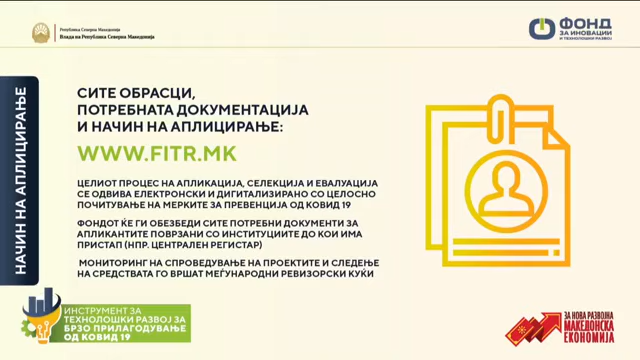 Република Северна Македонија
Влада на Република Северна Македонија
ФОНД
ЗА ИНОВАЦИИ
И ТЕХНОЛОШКИ РАЗВОЈ
НАЧИН НА АПЛИЦИРАЊЕ
СИТЕ ОБРАСЦИ,
ПОТРЕБНАТА ДОКУМЕНТАЦИЈА
И НАЧИН НА АПЛИЦИРАЊЕ:
WWW.FITR.MK
ЦЕЛИОТ ПРОЦЕС НА АПЛИКАЦИЈА, СЕЛЕКЦИЈА И ЕВАЛУАЦИЈА
СЕ ОДВИВА ЕЛЕКТРОНСКИ И ДИГИТАЛИЗИРАНО СО ЦЕЛОСНО
ПОЧИТУВАЊЕ НА МЕРКИТЕ ЗА ПРЕВЕНЦИЈА ОД КОВИД 19
ФОНДОТ ЌЕ ГИ ОБЕЗБЕДИ СИТЕ ПОТРЕБНИ ДОКУМЕНТИ ЗА
АПЛИКАНТИТЕ ПОВРЗАНИ СО ИНСТИТУЦИИТЕ ДО КОИ ИМА
ПРИСТАП (НПР. ЦЕНТРАЛЕН РЕГИСТАР)
МОНИТОРИНГ НА СПРОВЕДУВАЊЕ НА ПРОЕКТИТЕ И СЛЕДЕЊЕ
НА СРЕДСТВАТА ГО ВРШАТ МЕЃУНАРОДНИ РЕВИЗОРСКИ КУЌИ
ИНСТРУМЕНТ ЗА
ТЕХНОЛОШКИ РАЗВОЈ ЗА
БРЗО ПРИЛАГОДУВАЊЕ
ОД КОВИД 19
ЗА НОВА РАЗВОЈНА
МАКЕДОНСКА
ЕКОНОМИЈА